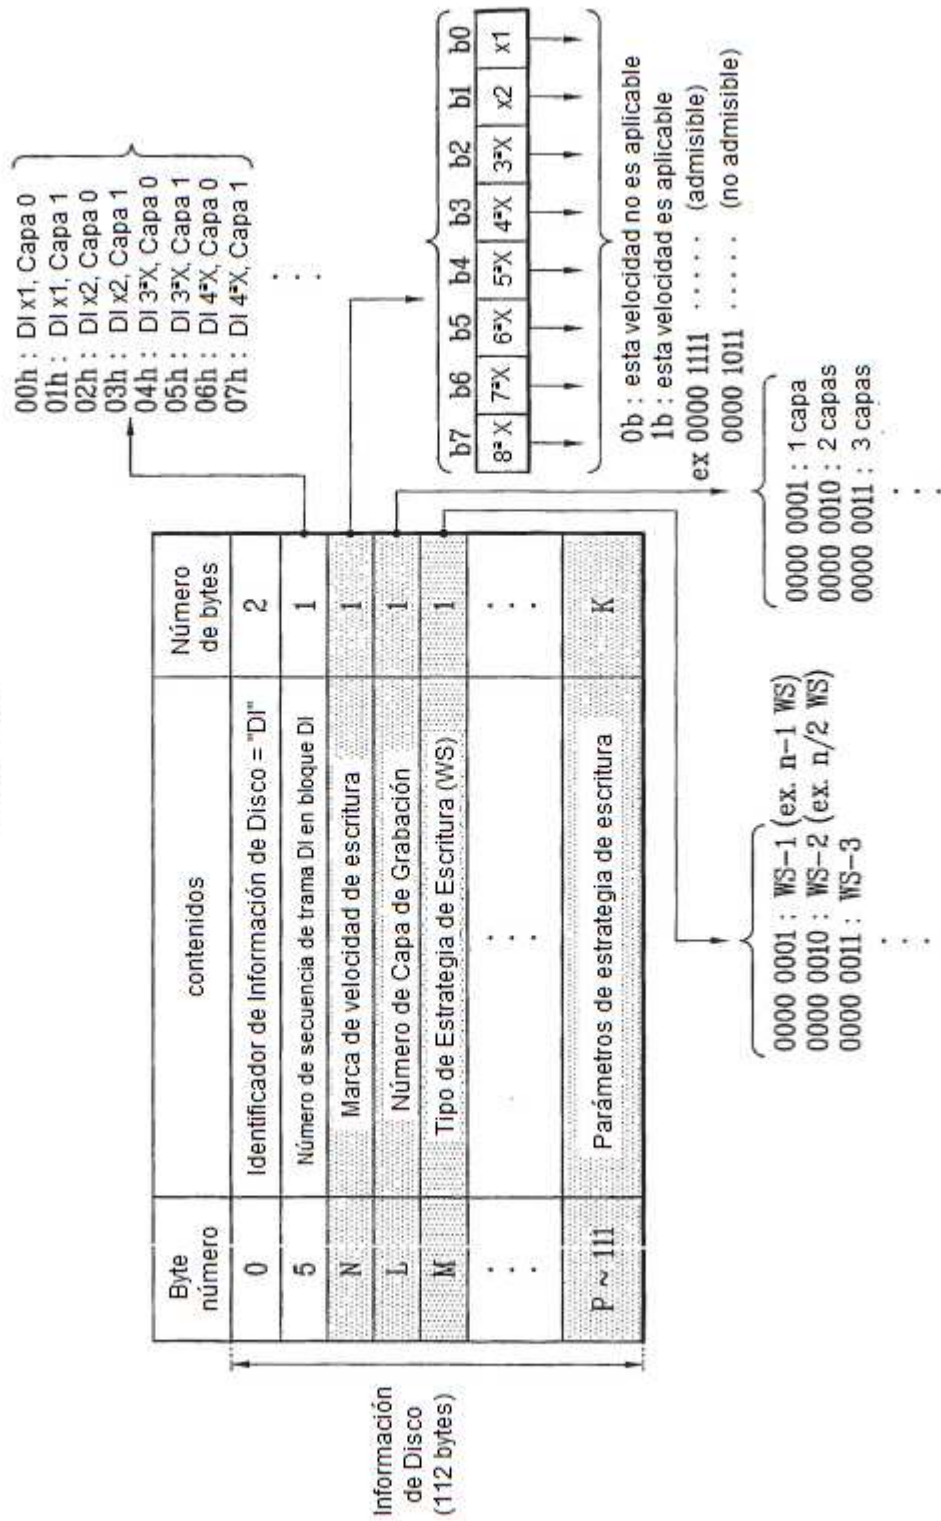 Información
de Disco
(112 bytes)
Byte
número
contenidos
Número
de bytes
0
Identificador de Información de Disco = "DI"
2
5
Número de secuencia de trama DI en bloque DI
1
N
Marca de velocidad de escritura
1
L
Número de Capa de Grabación
1
M
Tipo de Estrategia de Escritura (WS)
1
. . .
. . .
. . .
P ~ 111
Parámetros de estrategia de escritura
K
00h : DI x1, Capa 0
01h : DI x1, Capa 1
02h : DI x2, Capa 0
03h : DI x2, Capa 1
04h : DI 3ªX, Capa 0
05h : DI 3ªX, Capa 1
06h : DI 4ªX, Capa 0
07h : DI 4ªX, Capa 1
. . .
b7 b6 b5 b4 b3 b2 b1 b0
8ªX 7ªX 6ªX 5ªX 4ªX 3ªX x2 x1
0b : esta velocidad no es aplicable
1b : esta velocidad es aplicable
ex 0000 1111 ····· (admisible)
0000 1011 ····· (no admisible)
0000 0001 : 1 capa
0000 0010 : 2 capas
0000 0011 : 3 capas
. . .
0000 0001 : WS-1 (ex. n-1 WS)
0000 0010 : WS-2 (ex. n/2 WS)
0000 0011 : WS-3
. . .